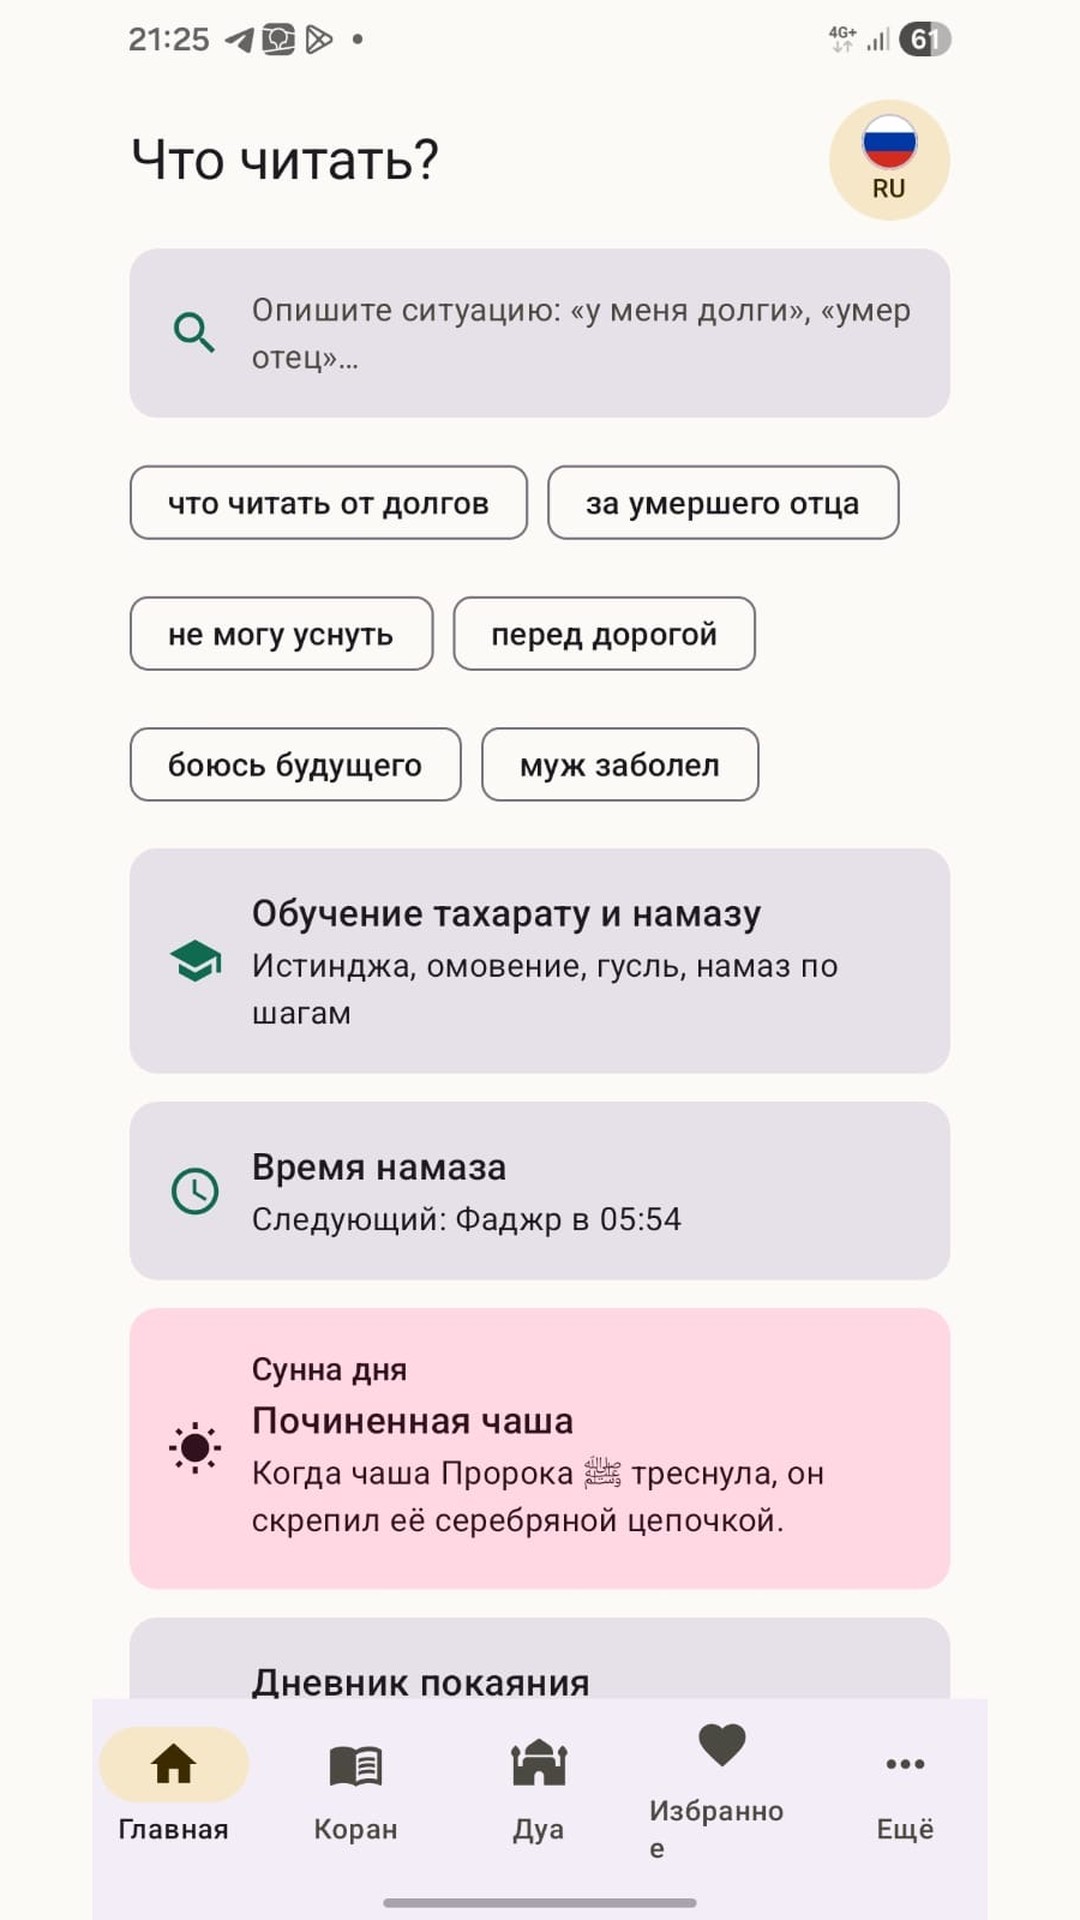 21:25
4G+
61
Что читать?
RU
Опишите ситуацию: «у меня долги», «умер
отец»…
что читать от долгов
за умершего отца
не могу уснуть
перед дорогой
боюсь будущего
муж заболел
Обучение тахарату и намазу
Истинджа, омовение, гусль, намаз по
шагам
Время намаза
Следующий: Фаджр в 05:54
Сунна дня
Починенная чаша
Когда чаша Пророка ﷺ треснула, он
скрепил её серебряной цепочкой.
Дневник покаяния
Главная
Коран
Дуа
Избранно
е
Ещё